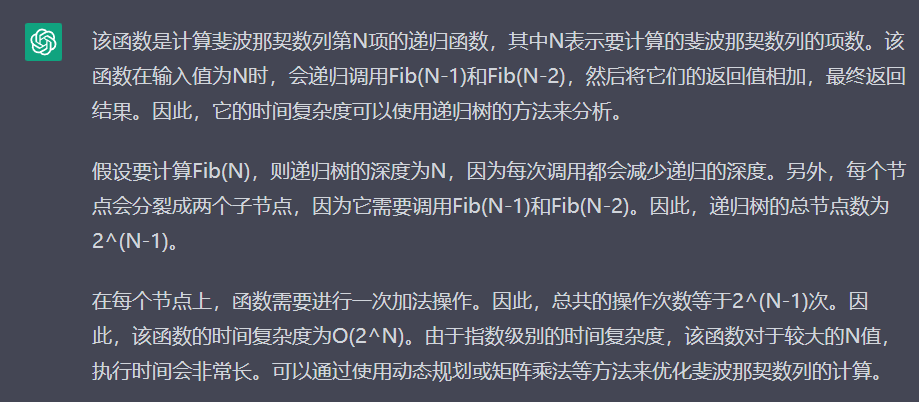 该函数是计算斐波那契数列第N项的递归函数，其中N表示要计算的斐波那契数列的项数。该
函数在输入值为N时，会递归调用Fib(N-1)和Fib(N-2)，然后将它们的返回值相加，最终返回
结果。因此，它的时间复杂度可以使用递归树的方法来分析。
假设要计算Fib(N)，则递归树的深度为N，因为每次调用都会减少递归的深度。另外，每个节
点会分裂成两个子节点，因为它需要调用Fib(N-1)和Fib(N-2)。因此，递归树的总节点数为
2^(N-1)。
在每个节点上，函数需要进行一次加法操作。因此，总共的操作次数等于2^(N-1)次。因
此，该函数的时间复杂度为O(2^N)。由于指数级别的时间复杂度，该函数对于较大的N值，
执行时间会非常长。可以通过使用动态规划或矩阵乘法等方法来优化斐波那契数列的计算。